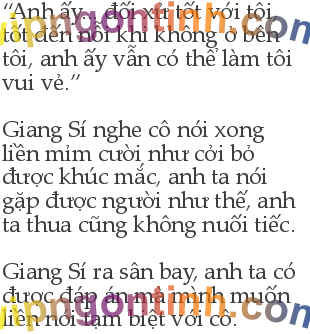 “Anh ấy... đối xử tốt với tôi,
tốt đến nỗi khi không ở bên
tôi, anh ấy vẫn có thể làm tôi
vui vẻ.”
Giang Sí nghe cô nói xong
liền mỉm cười như cởi bỏ
được khúc mắc, anh ta nói
gặp được người như thế, anh
ta thua cũng không nuối tiếc.
Giang Sí ra sân bay, anh ta có
được đáp án mà mình muốn
liền nói tạm biệt với cô.